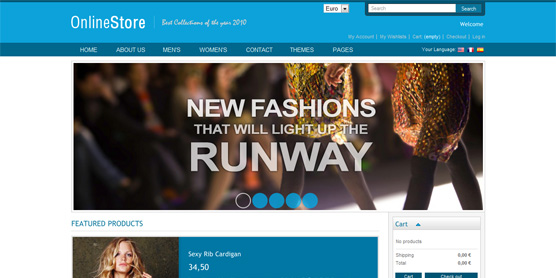 Euro
Search
Search
OnlineStore
Best Collections of the year 2010
Welcome
My Account | My Wishlists | Cart (empty) | Checkout | Log in
HOME ABOUT US MEN'S WOMEN'S CONTACT THEMES PAGES
Your Language:
NEW FASHIONS
THAT WILL LIGHT UP THE
RUNWAY
FEATURED PRODUCTS
Cart
No products
Shipping 0,00 €
Total 0,00 €
Cart Check out
Sexy Rib Cardigan
34,50